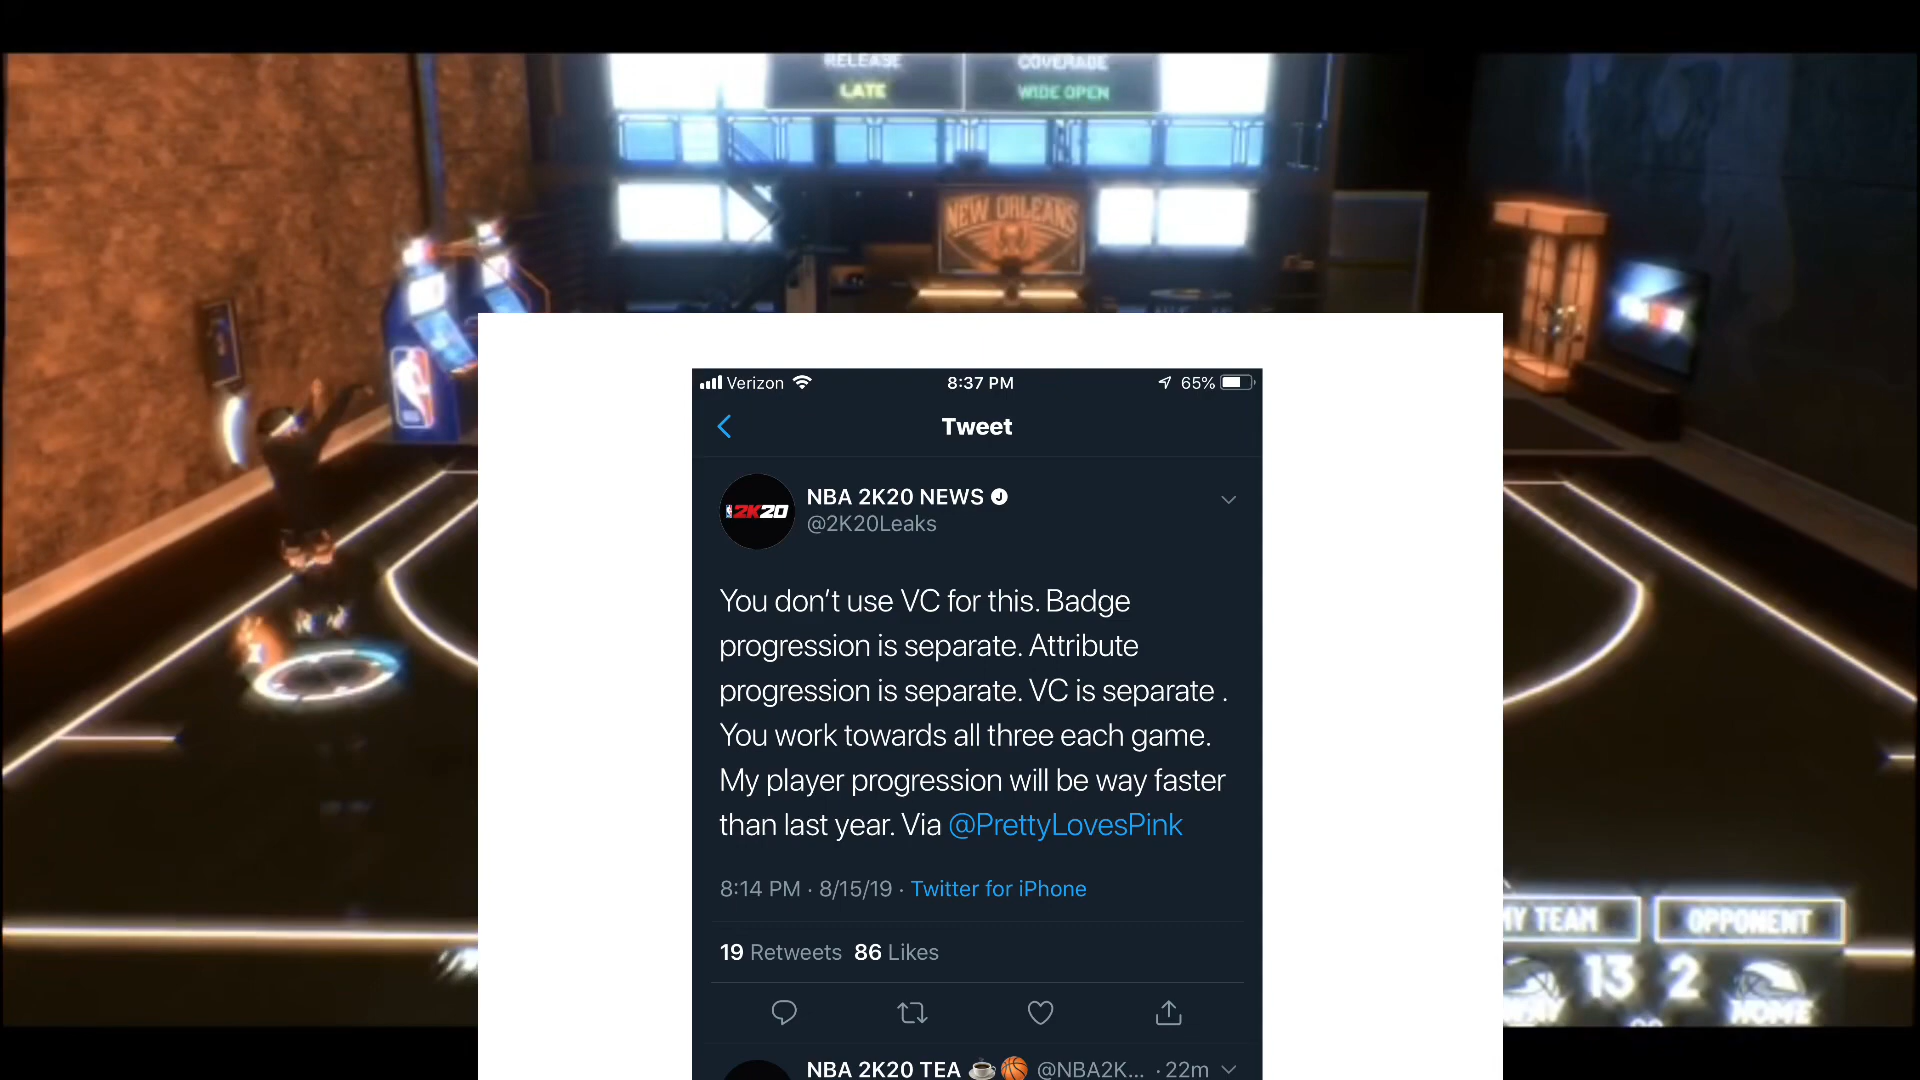 RELEASE
COVERAGE
LATE
WIDE OPEN
NEW ORLEANS
Verizon
8:37 PM
65%
Tweet
2K20
NBA 2K20 NEWS
@2K20Leaks
You don’t use VC for this. Badge
progression is separate. Attribute
progression is separate. VC is separate .
You work towards all three each game.
My player progression will be way faster
than last year. Via @PrettyLovesPink
8:14 PM · 8/15/19 · Twitter for iPhone
19 Retweets 86 Likes
NBA 2K20 TEA ☕🏀 @NBA2K... · 22m
MY TEAM
OPPONENT
13 2
AWAY
HOME